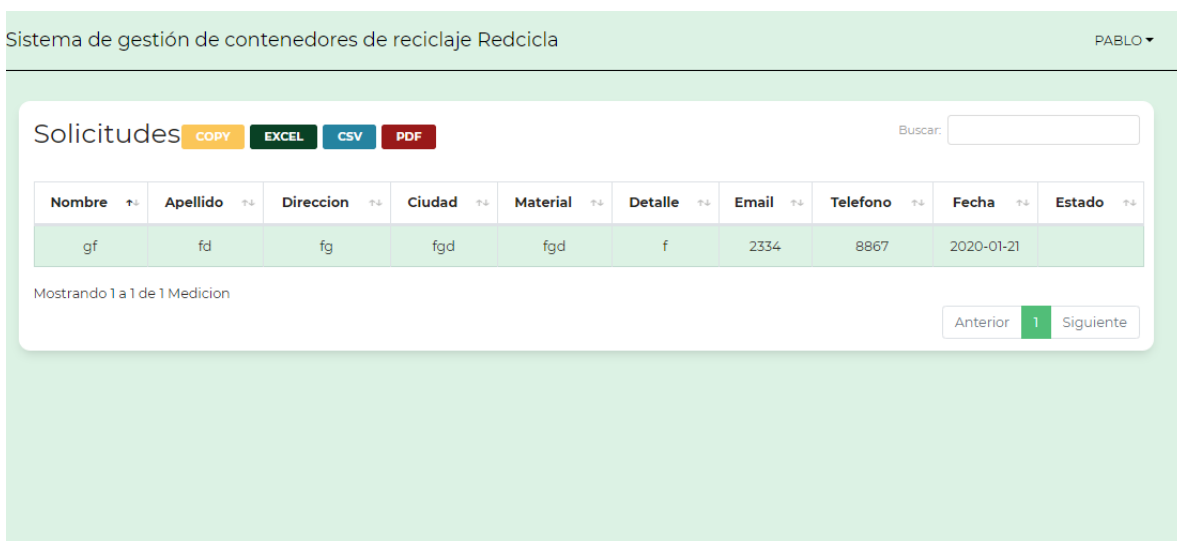 Sistema de gestión de contenedores de reciclaje Redcicla PABLO
Solicitudes COPY EXCEL CSV PDF Buscar:
Nombre Apellido Direccion Ciudad Material Detalle Email Telefono Fecha Estado
gf fd fg fgd fgd f 2334 8867 2020-01-21
Mostrando 1 a 1 de 1 Medicion
Anterior 1 Siguiente